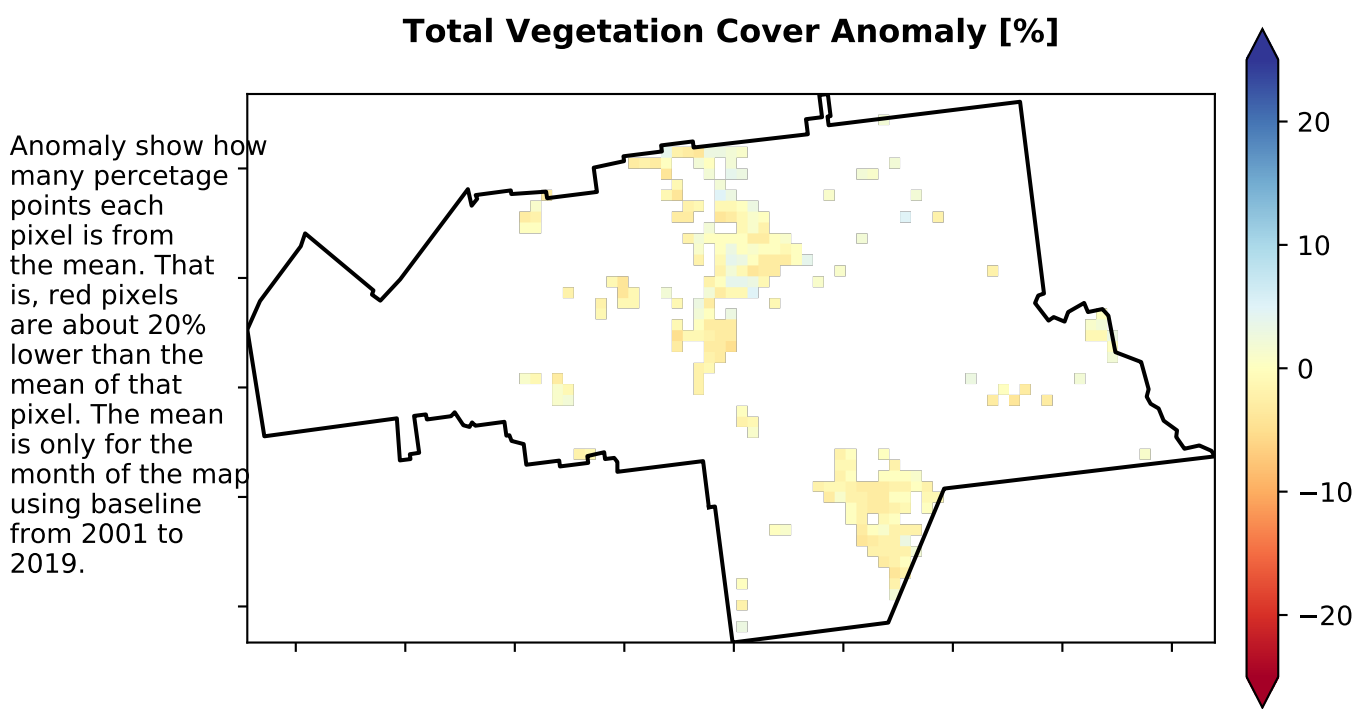 Total Vegetation Cover Anomaly [%]
Anomaly show how
many percetage
points each
pixel is from
the mean. That
is, red pixels
are about 20%
lower than the
mean of that
pixel. The mean
is only for the
month of the map
using baseline
from 2001 to
2019.
20
10
0
−10
−20